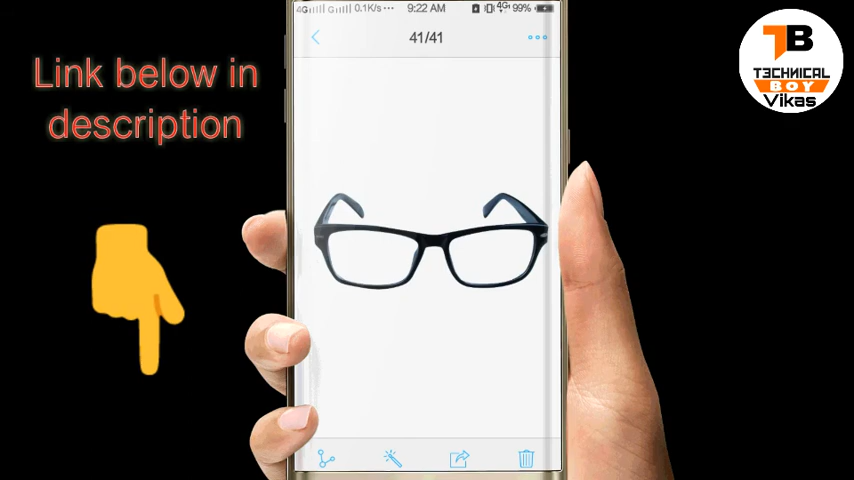 4G G 0.1K/s ··· 9:22 AM 4G 99%
41/41
Link below in
description
TB
T3CHNICAL
BOY
Vikas